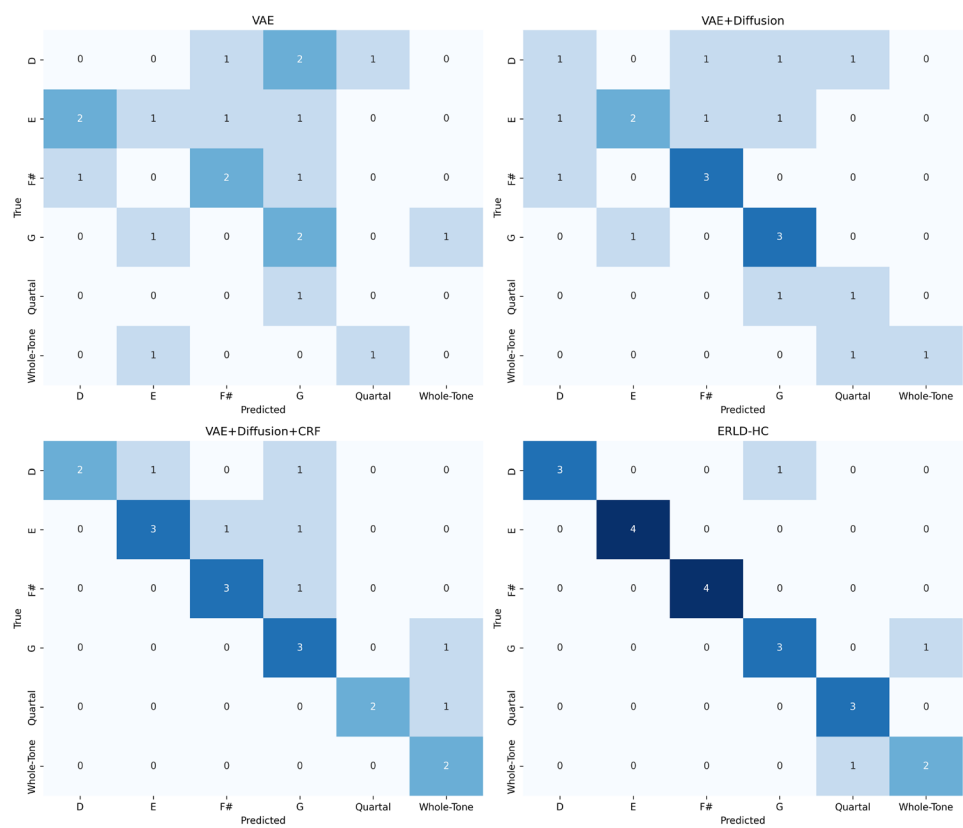 VAE
VAE+Diffusion
D 0 0 1 2 1 0
E 2 1 1 1 0 0
F# 1 0 2 1 0 0
G 0 1 0 2 0 1
Quartal 0 0 0 1 0 0
Whole-Tone 0 1 0 0 1 0
True
D E F# G Quartal Whole-Tone
Predicted
D 1 0 1 1 1 0
E 1 2 1 1 0 0
F# 1 0 3 0 0 0
G 0 1 0 3 0 0
Quartal 0 0 0 1 1 0
Whole-Tone 0 0 0 0 1 1
True
D E F# G Quartal Whole-Tone
Predicted
VAE+Diffusion+CRF
ERLD-HC
D 2 1 0 1 0 0
E 0 3 1 1 0 0
F# 0 0 3 1 0 0
G 0 0 0 3 0 1
Quartal 0 0 0 0 2 1
Whole-Tone 0 0 0 0 0 2
True
D E F# G Quartal Whole-Tone
Predicted
D 3 0 0 1 0 0
E 0 4 0 0 0 0
F# 0 0 4 0 0 0
G 0 0 0 3 0 1
Quartal 0 0 0 0 3 0
Whole-Tone 0 0 0 0 1 2
True
D E F# G Quartal Whole-Tone
Predicted